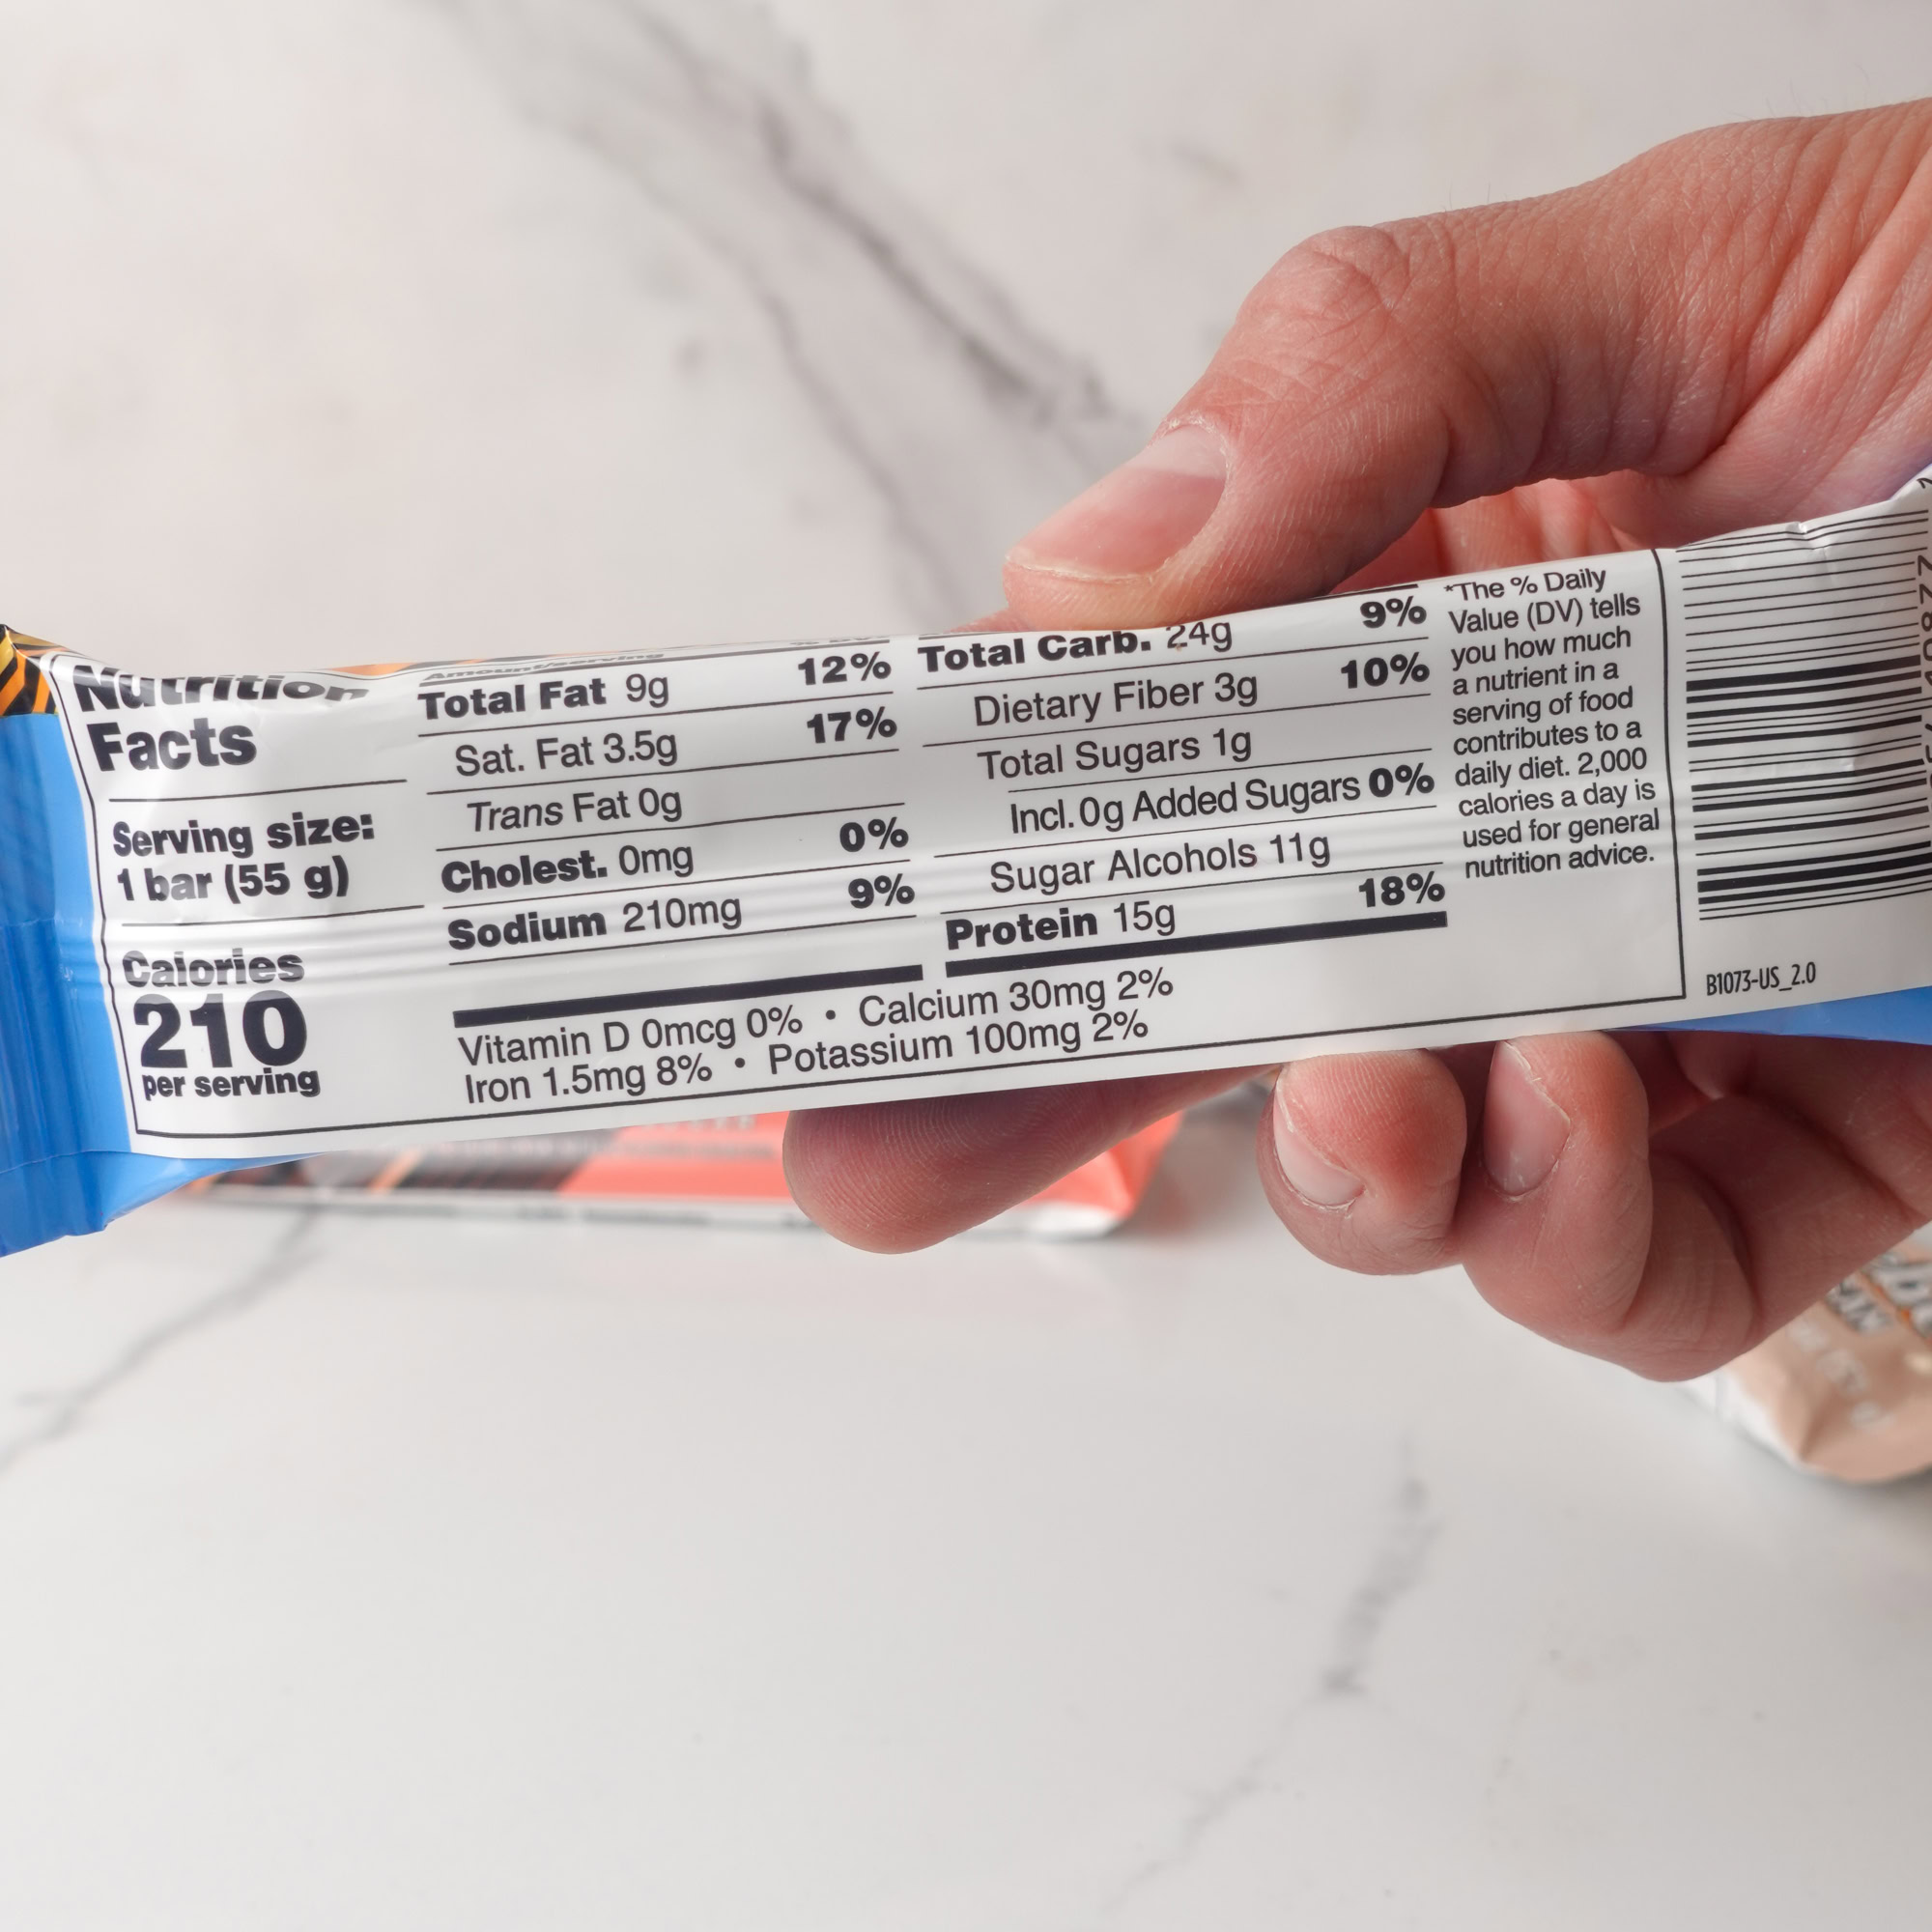 Nutrition
Facts
Serving size:
1 bar (55 g)
Calories
210
per serving
Amount/serving % DV*
Total Fat 9g 12%
Sat. Fat 3.5g 17%
Trans Fat 0g
Cholest. 0mg 0%
Sodium 210mg 9%
Total Carb. 24g 9%
Dietary Fiber 3g 10%
Total Sugars 1g
Incl. 0g Added Sugars 0%
Sugar Alcohols 11g
Protein 15g 18%
Vitamin D 0mcg 0% • Calcium 30mg 2%
Iron 1.5mg 8% • Potassium 100mg 2%
*The % Daily
Value (DV) tells
you how much
a nutrient in a
serving of food
contributes to a
daily diet. 2,000
calories a day is
used for general
nutrition advice.
B1073-US_2.0